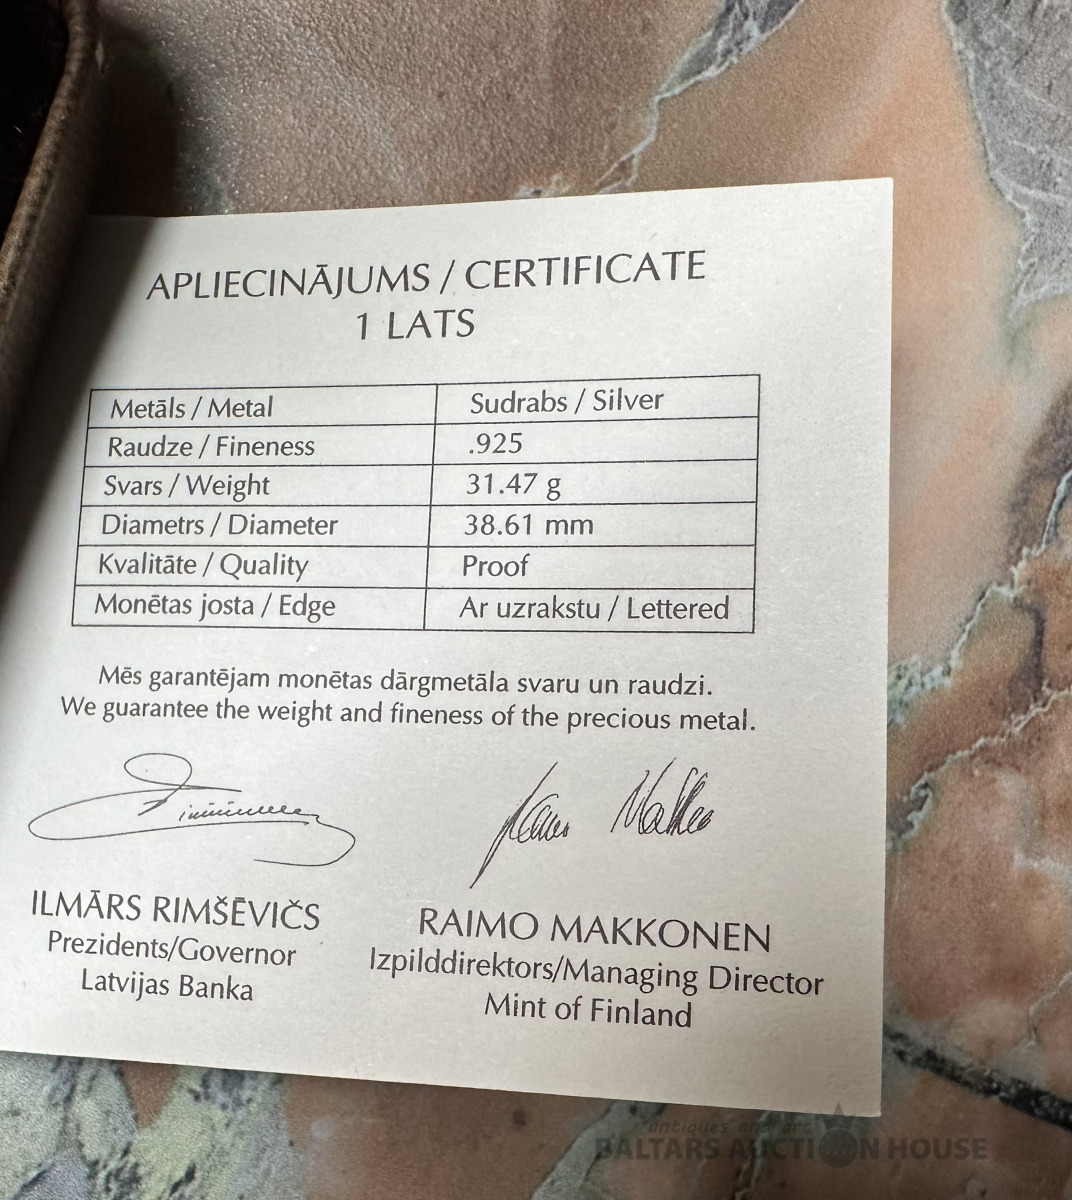 APLIECINĀJUMS / CERTIFICATE
1 LATS
Metāls / Metal Sudrabs / Silver
Raudze / Fineness .925
Svars / Weight 31.47 g
Diametrs / Diameter 38.61 mm
Kvalitāte / Quality Proof
Monētas josta / Edge Ar uzrakstu / Lettered
Mēs garantējam monētas dārgmetāla svaru un raudzi.
We guarantee the weight and fineness of the precious metal.
ILMĀRS RIMŠĒVIČS
Prezidents/Governor
Latvijas Banka
RAIMO MAKKONEN
Izpilddirektors/Managing Director
Mint of Finland
antiques and art
BALTARS AUCTION HOUSE